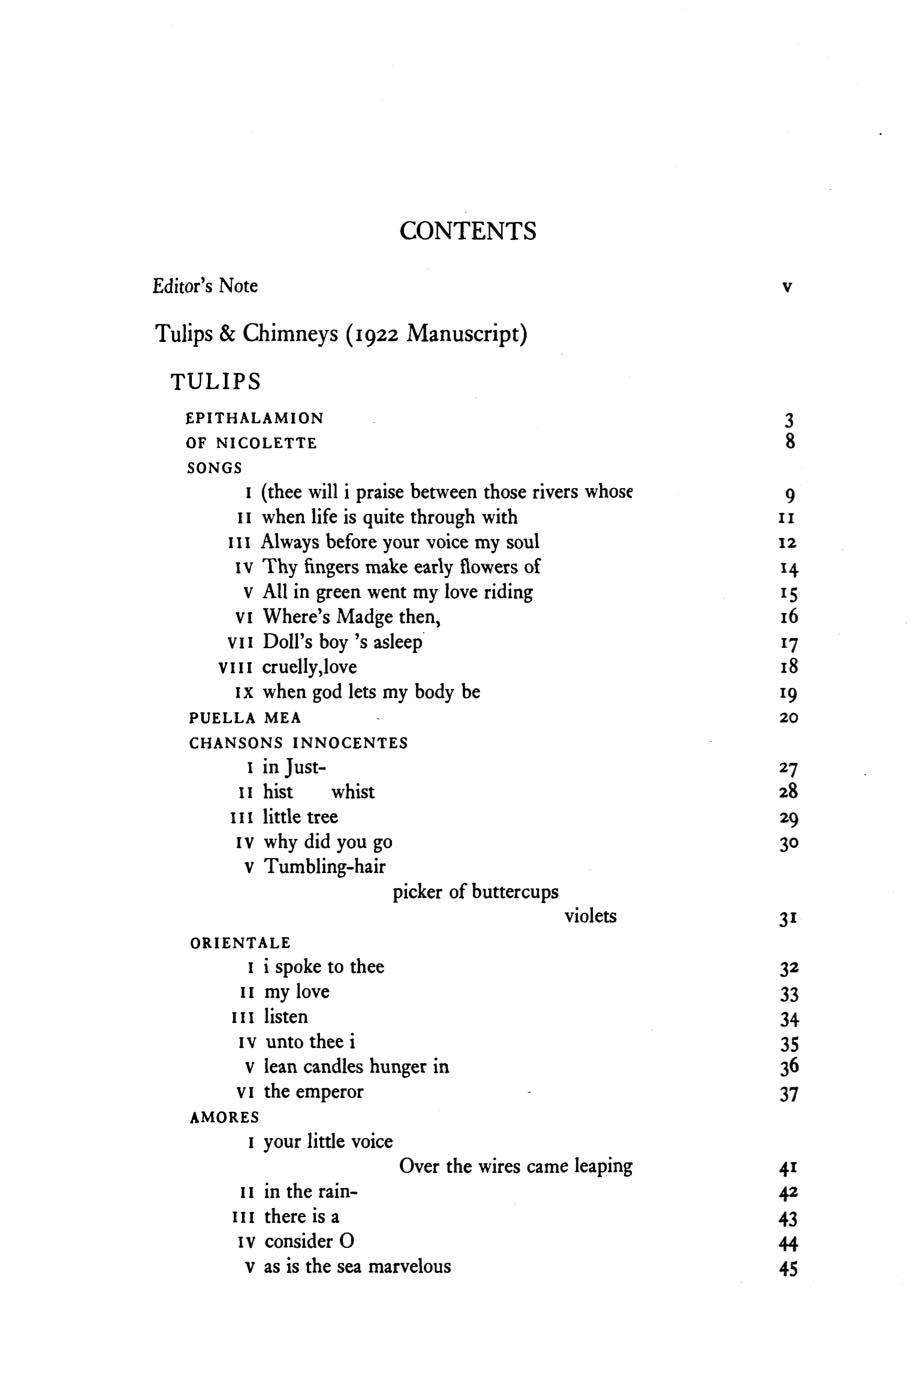 CONTENTS
Editor's Note v
Tulips & Chimneys (1922 Manuscript)
TULIPS
EPITHALAMION 3
OF NICOLETTE 8
SONGS
I (thee will i praise between those rivers whose 9
II when life is quite through with 11
III Always before your voice my soul 12
IV Thy fingers make early flowers of 14
V All in green went my love riding 15
VI Where's Madge then, 16
VII Doll's boy 's asleep 17
VIII cruelly,love 18
IX when god lets my body be 19
PUELLA MEA 20
CHANSONS INNOCENTES
I in Just- 27
II hist whist 28
III little tree 29
IV why did you go 30
V Tumbling-hair
picker of buttercups
violets 31
ORIENTALE
I i spoke to thee 32
II my love 33
III listen 34
IV unto thee i 35
V lean candles hunger in 36
VI the emperor 37
AMORES
I your little voice
Over the wires came leaping 41
II in the rain- 42
III there is a 43
IV consider O 44
V as is the sea marvelous 45